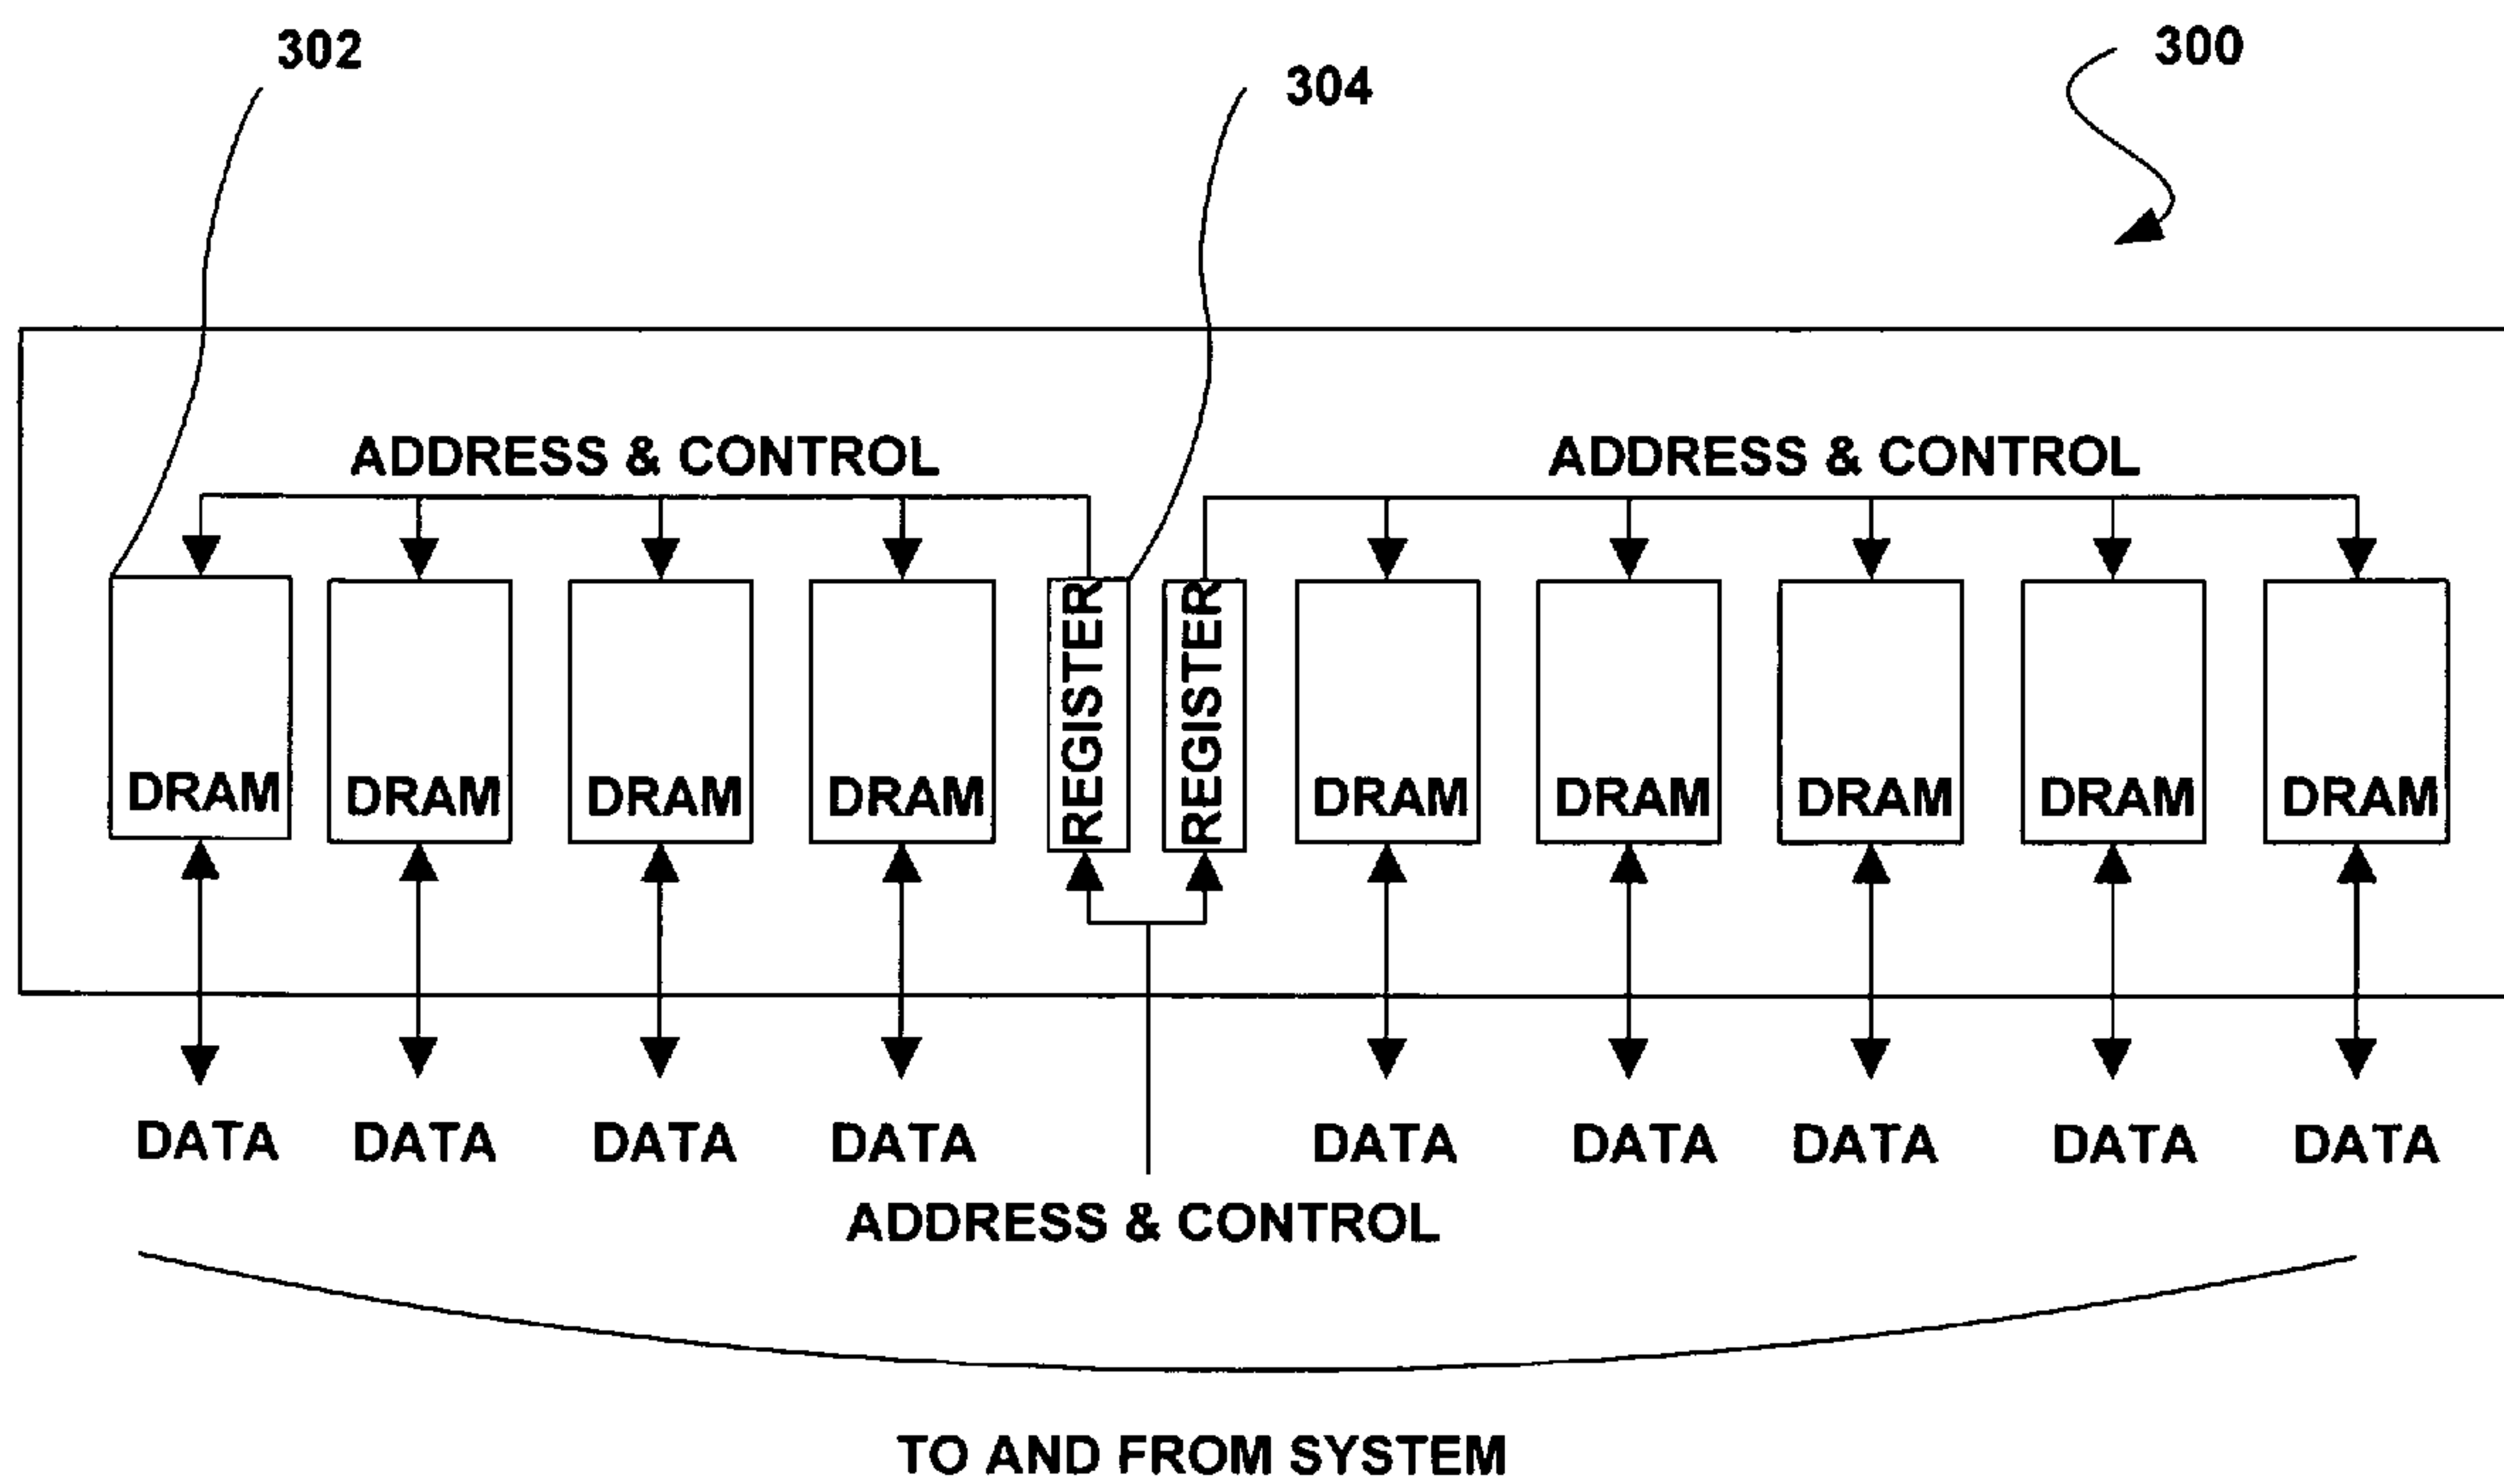 302
304
300
ADDRESS & CONTROL
ADDRESS & CONTROL
DRAM
DRAM
DRAM
DRAM
REGISTER
REGISTER
DRAM
DRAM
DRAM
DRAM
DRAM
DATA
DATA
DATA
DATA
DATA
DATA
DATA
DATA
DATA
ADDRESS & CONTROL
TO AND FROM SYSTEM